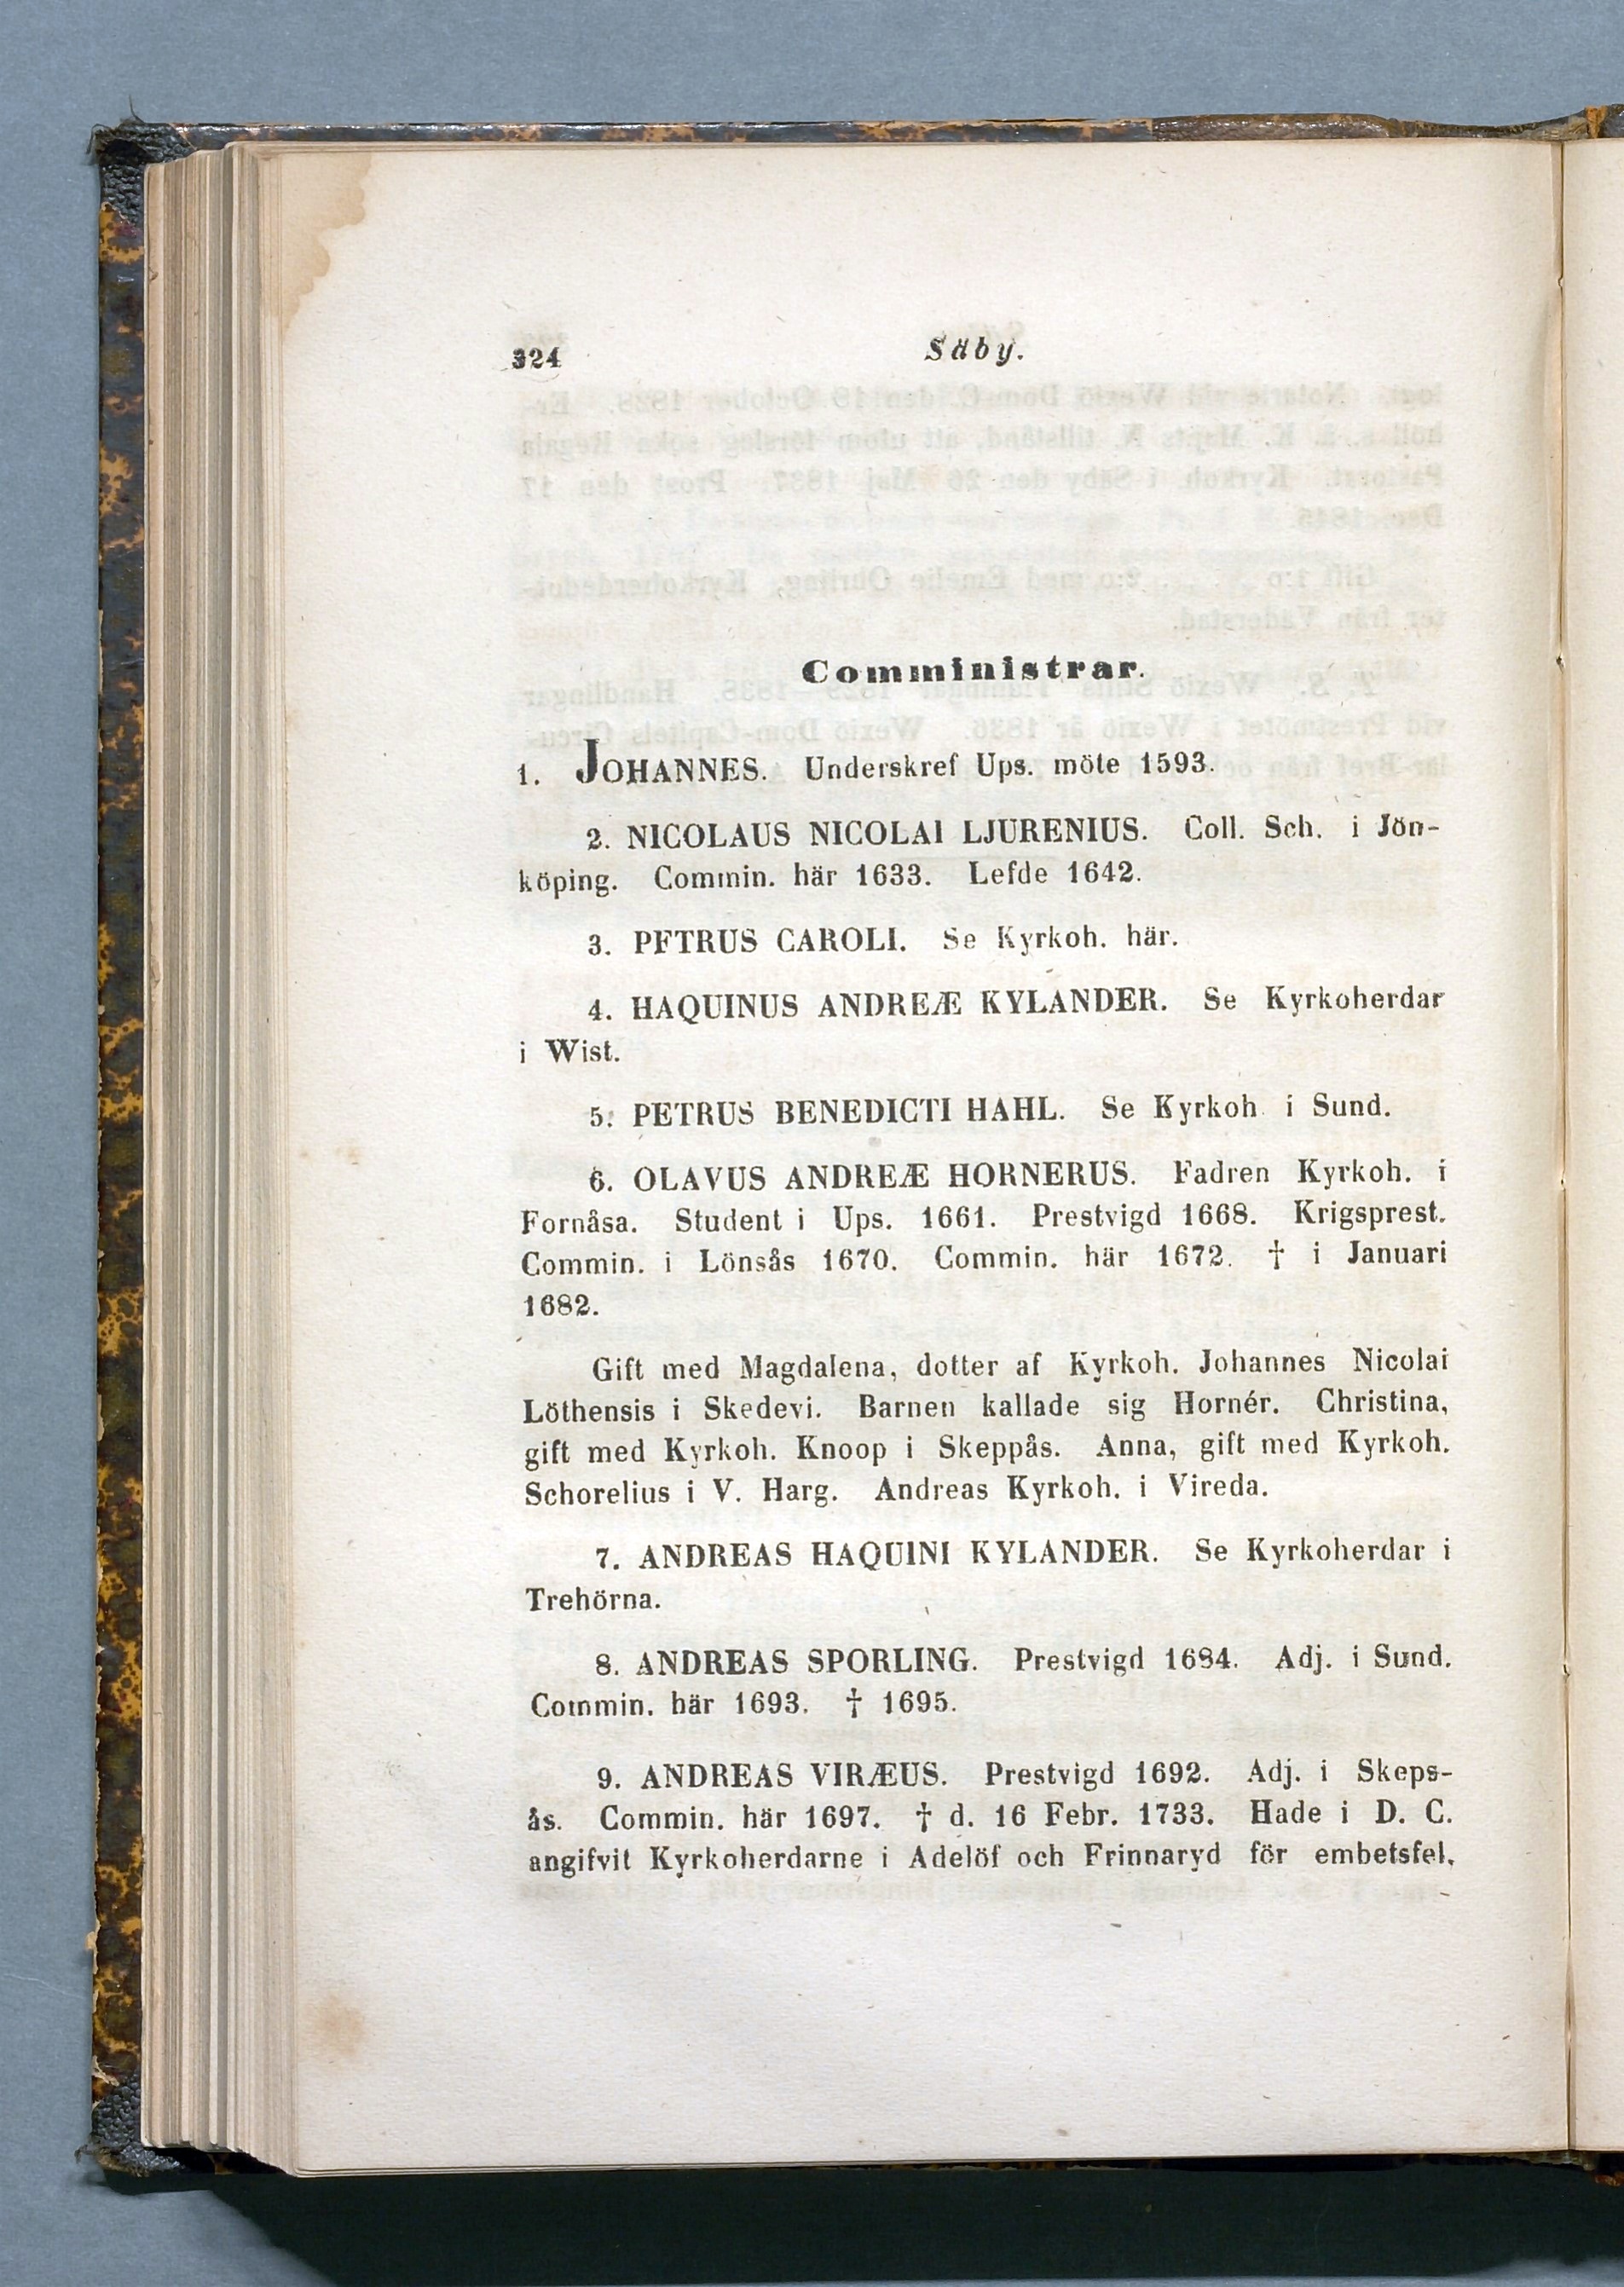 324 Säby.
Comministrar.
1. JOHANNES. Underskref Ups. möte 1593.
2. NICOLAUS NICOLAI LJURENIUS. Coll. Sch. i Jön-
köping. Commin. här 1633. Lefde 1642.
3. PETRUS CAROLI. Se Kyrkoh. här.
4. HAQUINUS ANDREÆ KYLANDER. Se Kyrkoherdar
i Wist.
5. PETRUS BENEDICTI HAHL. Se Kyrkoh. i Sund.
6. OLAVUS ANDREÆ HORNERUS. Fadren Kyrkoh. i
Fornåsa. Student i Ups. 1661. Prestvigd 1668. Krigsprest.
Commin. i Lönsås 1670. Commin. här 1672. † i Januari
1682.
Gift med Magdalena, dotter af Kyrkoh. Johannes Nicolai
Löthensis i Skedevi. Barnen kallade sig Hornér. Christina,
gift med Kyrkoh. Knoop i Skeppås. Anna, gift med Kyrkoh.
Schorelius i V. Harg. Andreas Kyrkoh. i Vireda.
7. ANDREAS HAQUINI KYLANDER. Se Kyrkoherdar i
Trehörna.
8. ANDREAS SPORLING. Prestvigd 1684. Adj. i Sund.
Commin. här 1693. † 1695.
9. ANDREAS VIRÆUS. Prestvigd 1692. Adj. i Skeps-
ås. Commin. här 1697. † d. 16 Febr. 1733. Hade i D. C.
angifvit Kyrkoherdarne i Adelöf och Frinnaryd för embetsfel,